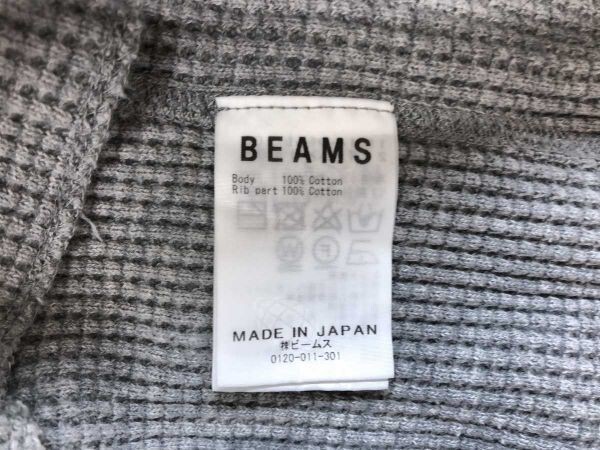 BEAMS
Body 100% Cotton
Rib part 100% Cotton
MADE IN JAPAN
㈱ビームス
0120-011-301